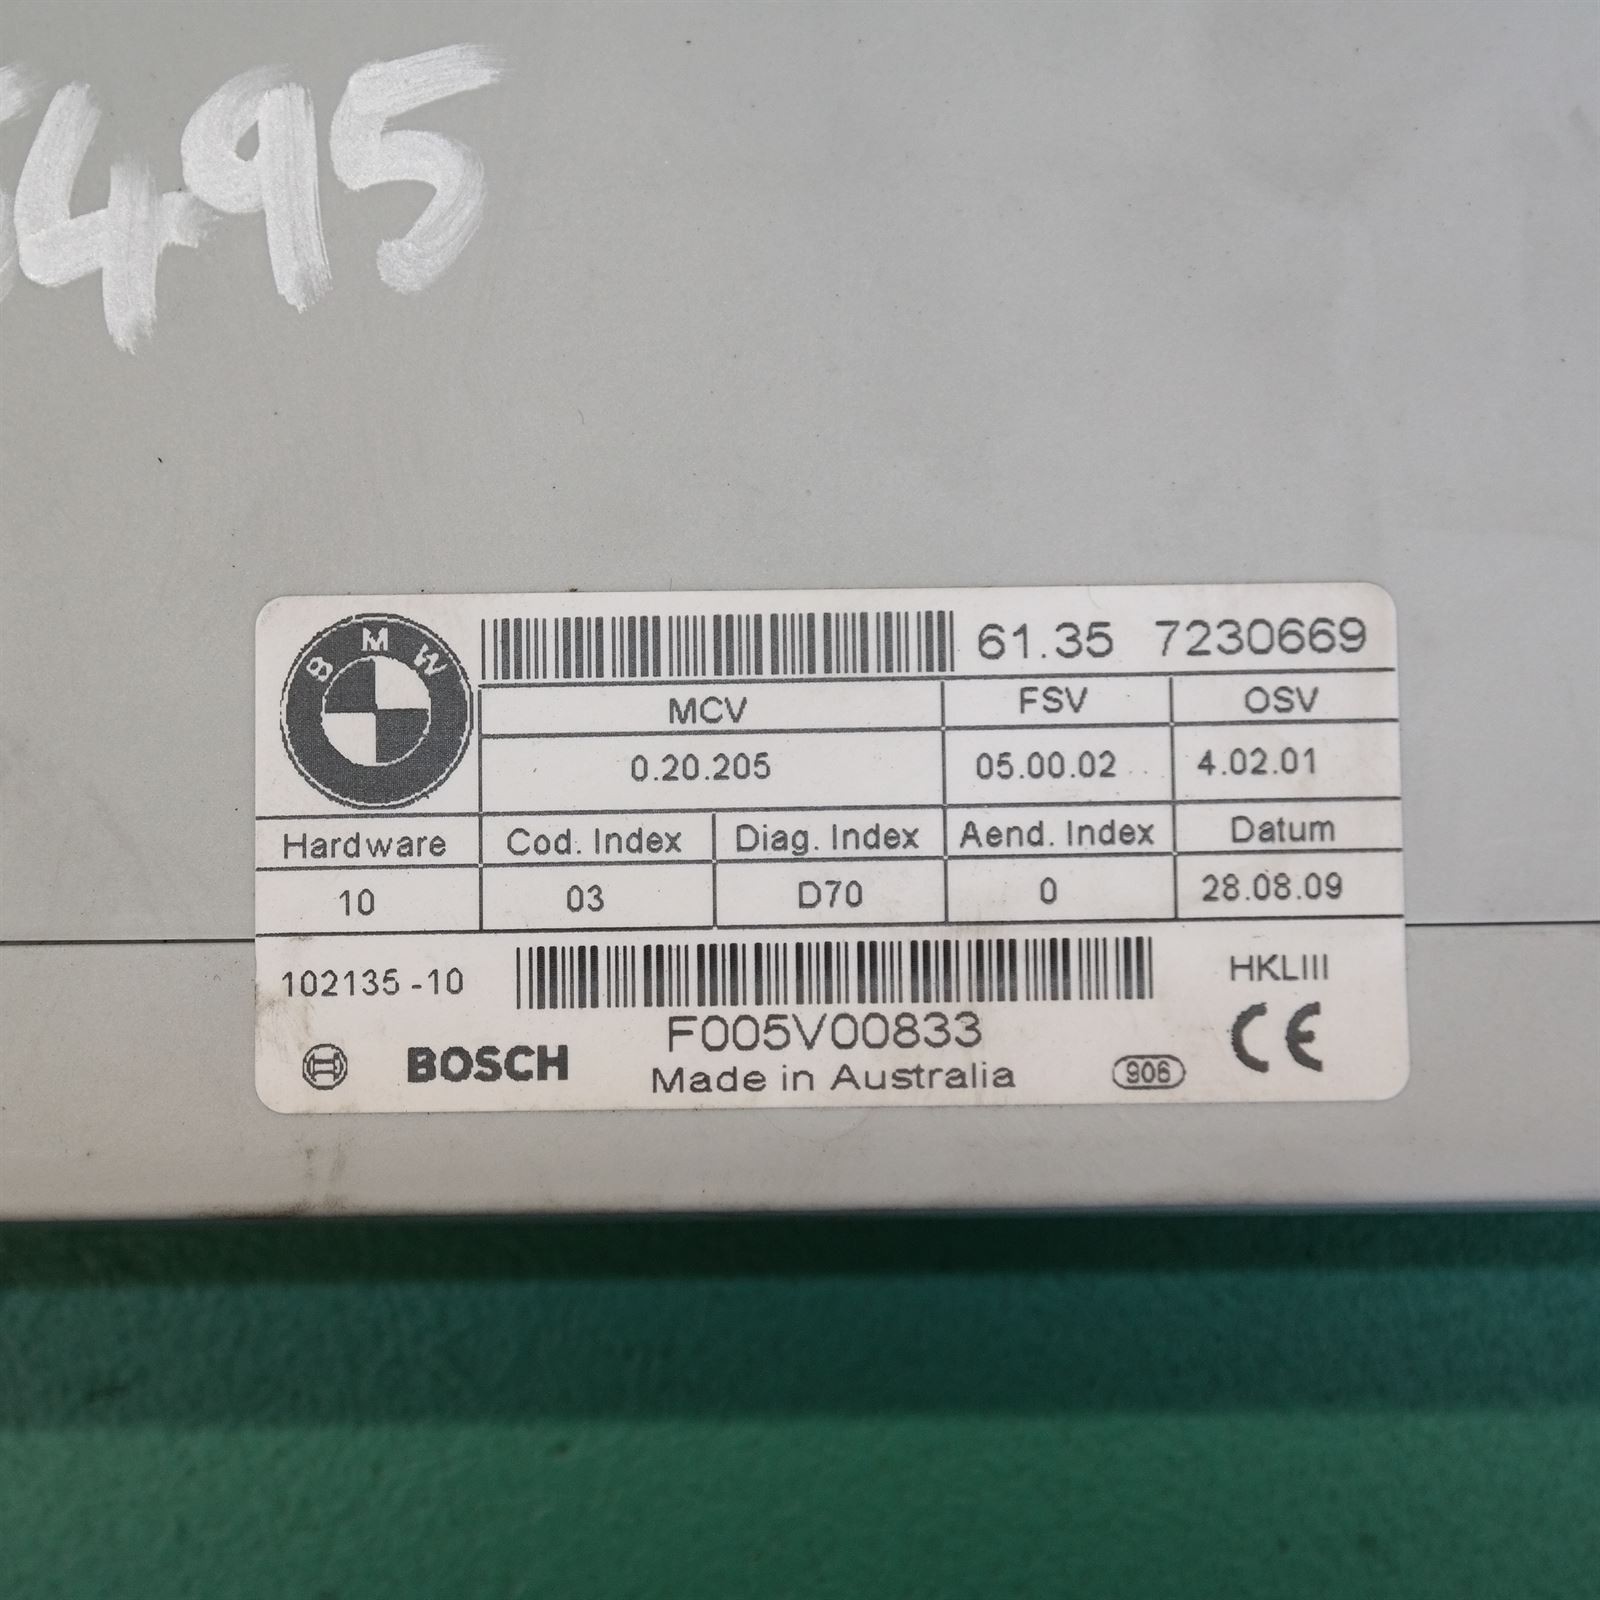 495
BMW
61.35 7230669
MCV FSV OSV
0.20.205 05.00.02 4.02.01
Hardware Cod. Index Diag. Index Aend. Index Datum
10 03 D70 0 28.08.09
102135-10 HKLIII
F005V00833
BOSCH Made in Australia 906 CE